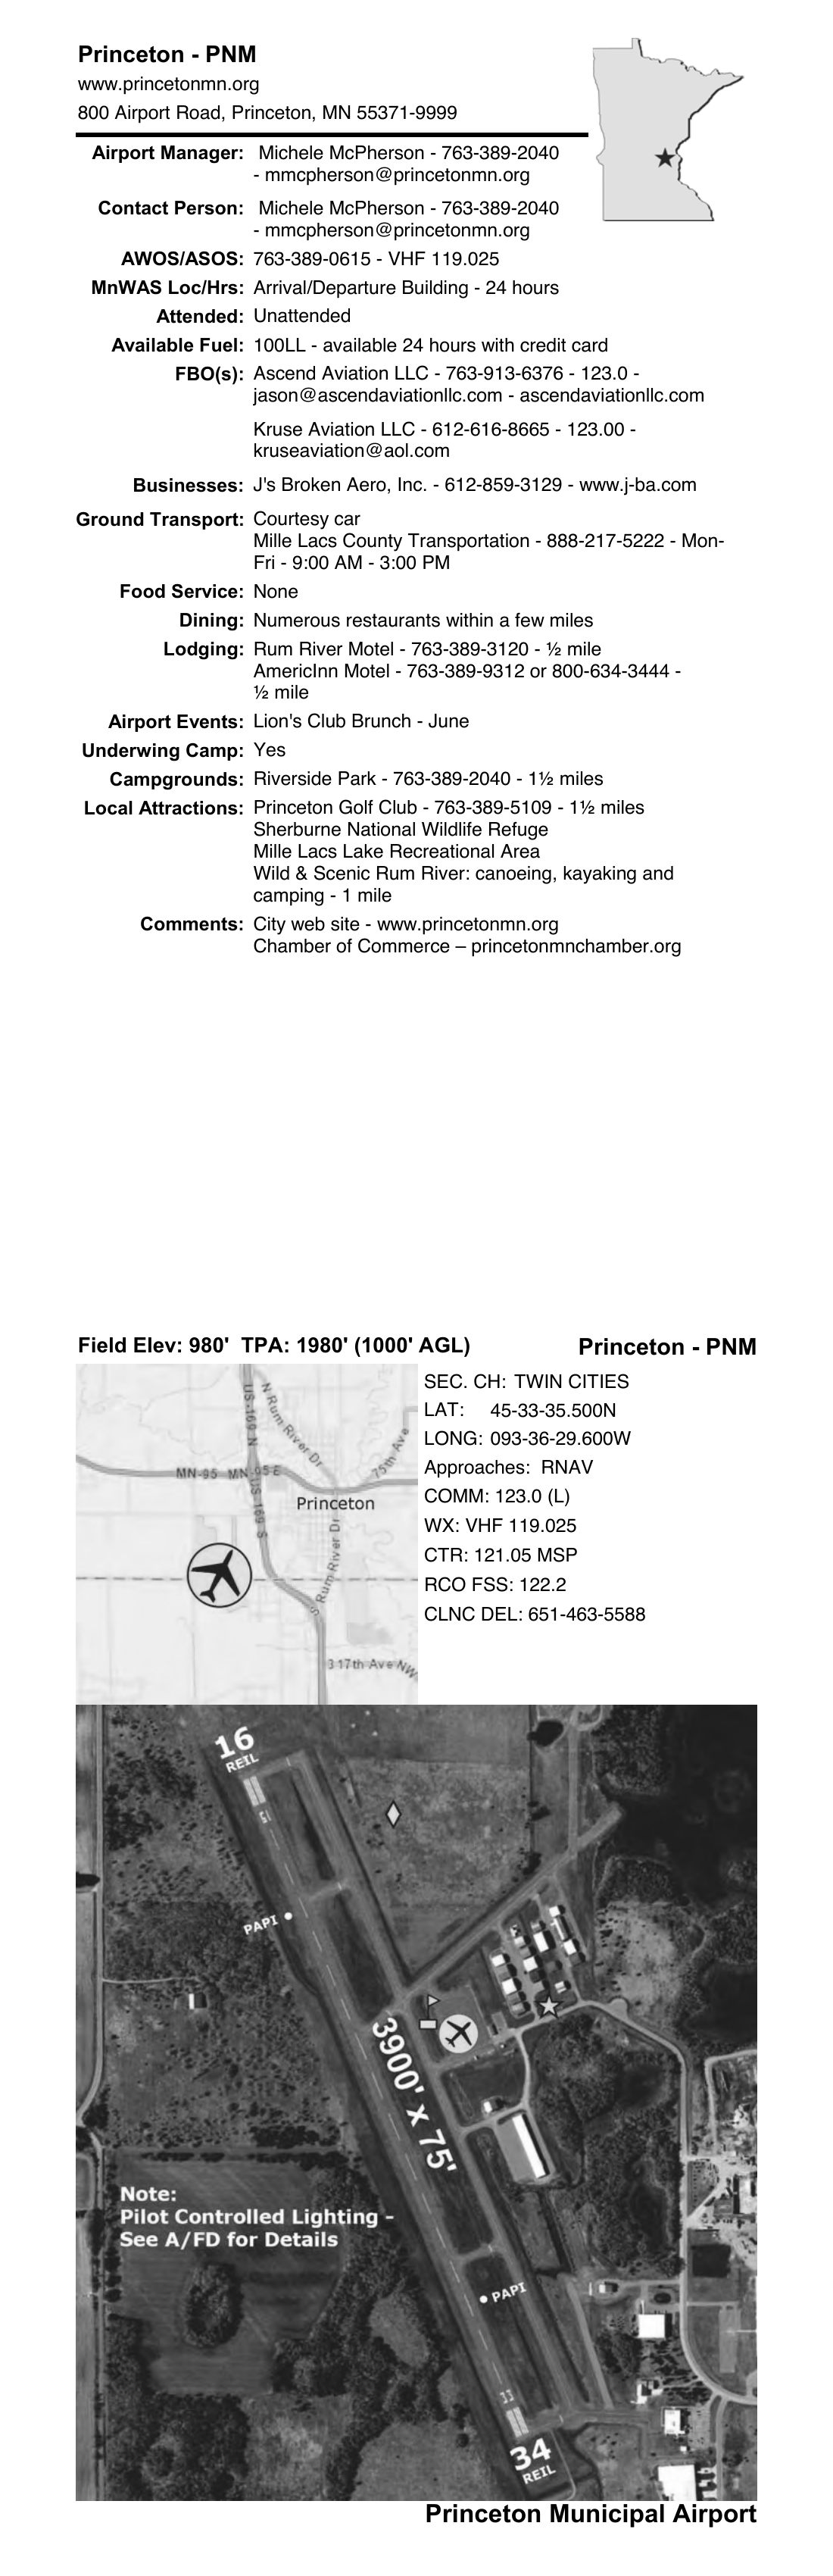 Princeton - PNM
www.princetonmn.org
800 Airport Road, Princeton, MN 55371-9999
Airport Manager: Michele McPherson - 763-389-2040
- mmcpherson@princetonmn.org
Contact Person: Michele McPherson - 763-389-2040
- mmcpherson@princetonmn.org
AWOS/ASOS: 763-389-0615 - VHF 119.025
MnWAS Loc/Hrs: Arrival/Departure Building - 24 hours
Attended: Unattended
Available Fuel: 100LL - available 24 hours with credit card
FBO(s): Ascend Aviation LLC - 763-913-6376 - 123.0 -
jason@ascendaviationllc.com - ascendaviationllc.com
Kruse Aviation LLC - 612-616-8665 - 123.00 -
kruseaviation@aol.com
Businesses: J's Broken Aero, Inc. - 612-859-3129 - www.j-ba.com
Ground Transport: Courtesy car
Mille Lacs County Transportation - 888-217-5222 - Mon-
Fri - 9:00 AM - 3:00 PM
Food Service: None
Dining: Numerous restaurants within a few miles
Lodging: Rum River Motel - 763-389-3120 - ½ mile
AmericInn Motel - 763-389-9312 or 800-634-3444 -
½ mile
Airport Events: Lion's Club Brunch - June
Underwing Camp: Yes
Campgrounds: Riverside Park - 763-389-2040 - 1½ miles
Local Attractions: Princeton Golf Club - 763-389-5109 - 1½ miles
Sherburne National Wildlife Refuge
Mille Lacs Lake Recreational Area
Wild & Scenic Rum River: canoeing, kayaking and
camping - 1 mile
Comments: City web site - www.princetonmn.org
Chamber of Commerce – princetonmnchamber.org
Field Elev: 980' TPA: 1980' (1000' AGL)
Princeton - PNM
US-169 N
N Rum River Dr
75th Ave
MN-95
MN-95 E
US-169 S
Princeton
S Rum River Dr
317th Ave NW
SEC. CH: TWIN CITIES
LAT: 45-33-35.500N
LONG: 093-36-29.600W
Approaches: RNAV
COMM: 123.0 (L)
WX: VHF 119.025
CTR: 121.05 MSP
RCO FSS: 122.2
CLNC DEL: 651-463-5588
16
REIL
PAPI
3900' x 75'
Note:
Pilot Controlled Lighting -
See A/FD for Details
PAPI
34
REIL
Princeton Municipal Airport